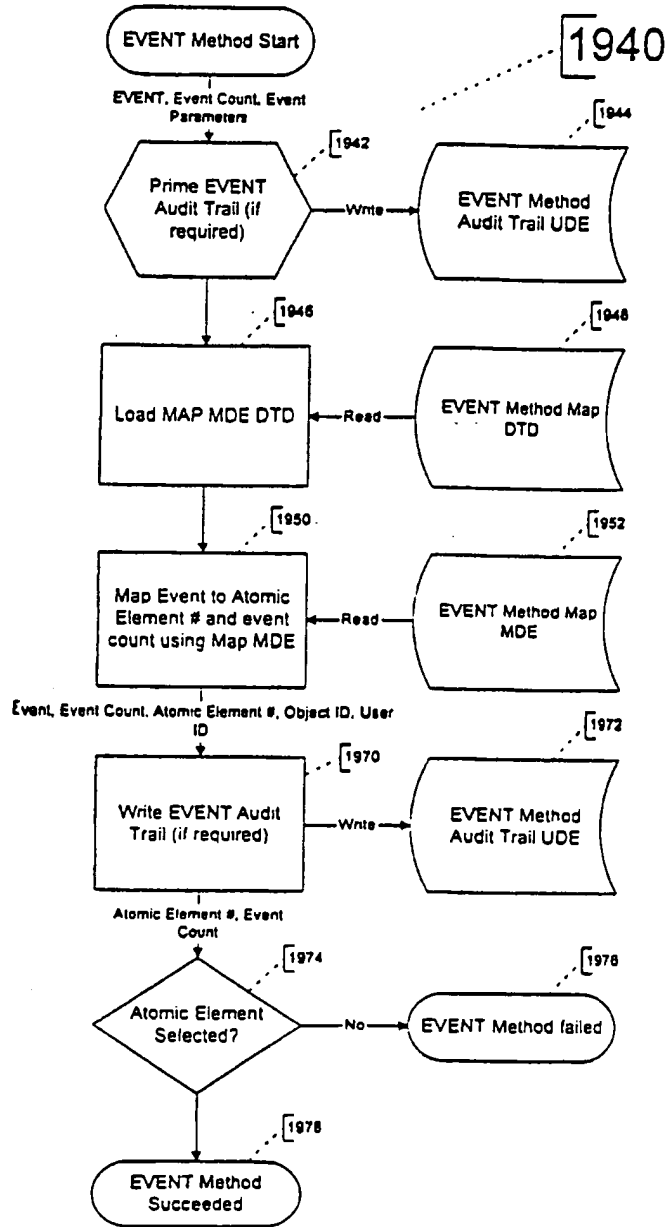 EVENT Method Start
1940
EVENT, Event Count, Event
Parameters
1942
1944
Prime EVENT
Audit Trail (if
required)
Write
EVENT Method
Audit Trail UDE
1946
1948
Load MAP MDE DTD
Read
EVENT Method Map
DTD
1950
1952
Map Event to Atomic
Element # and event
count using Map MDE
Read
EVENT Method Map
MDE
Event, Event Count, Atomic Element #, Object ID, User
ID
1970
1972
Write EVENT Audit
Trail (if required)
Write
EVENT Method
Audit Trail UDE
Atomic Element #, Event
Count
1974
1976
Atomic Element
Selected?
No
EVENT Method failed
1978
EVENT Method
Succeeded